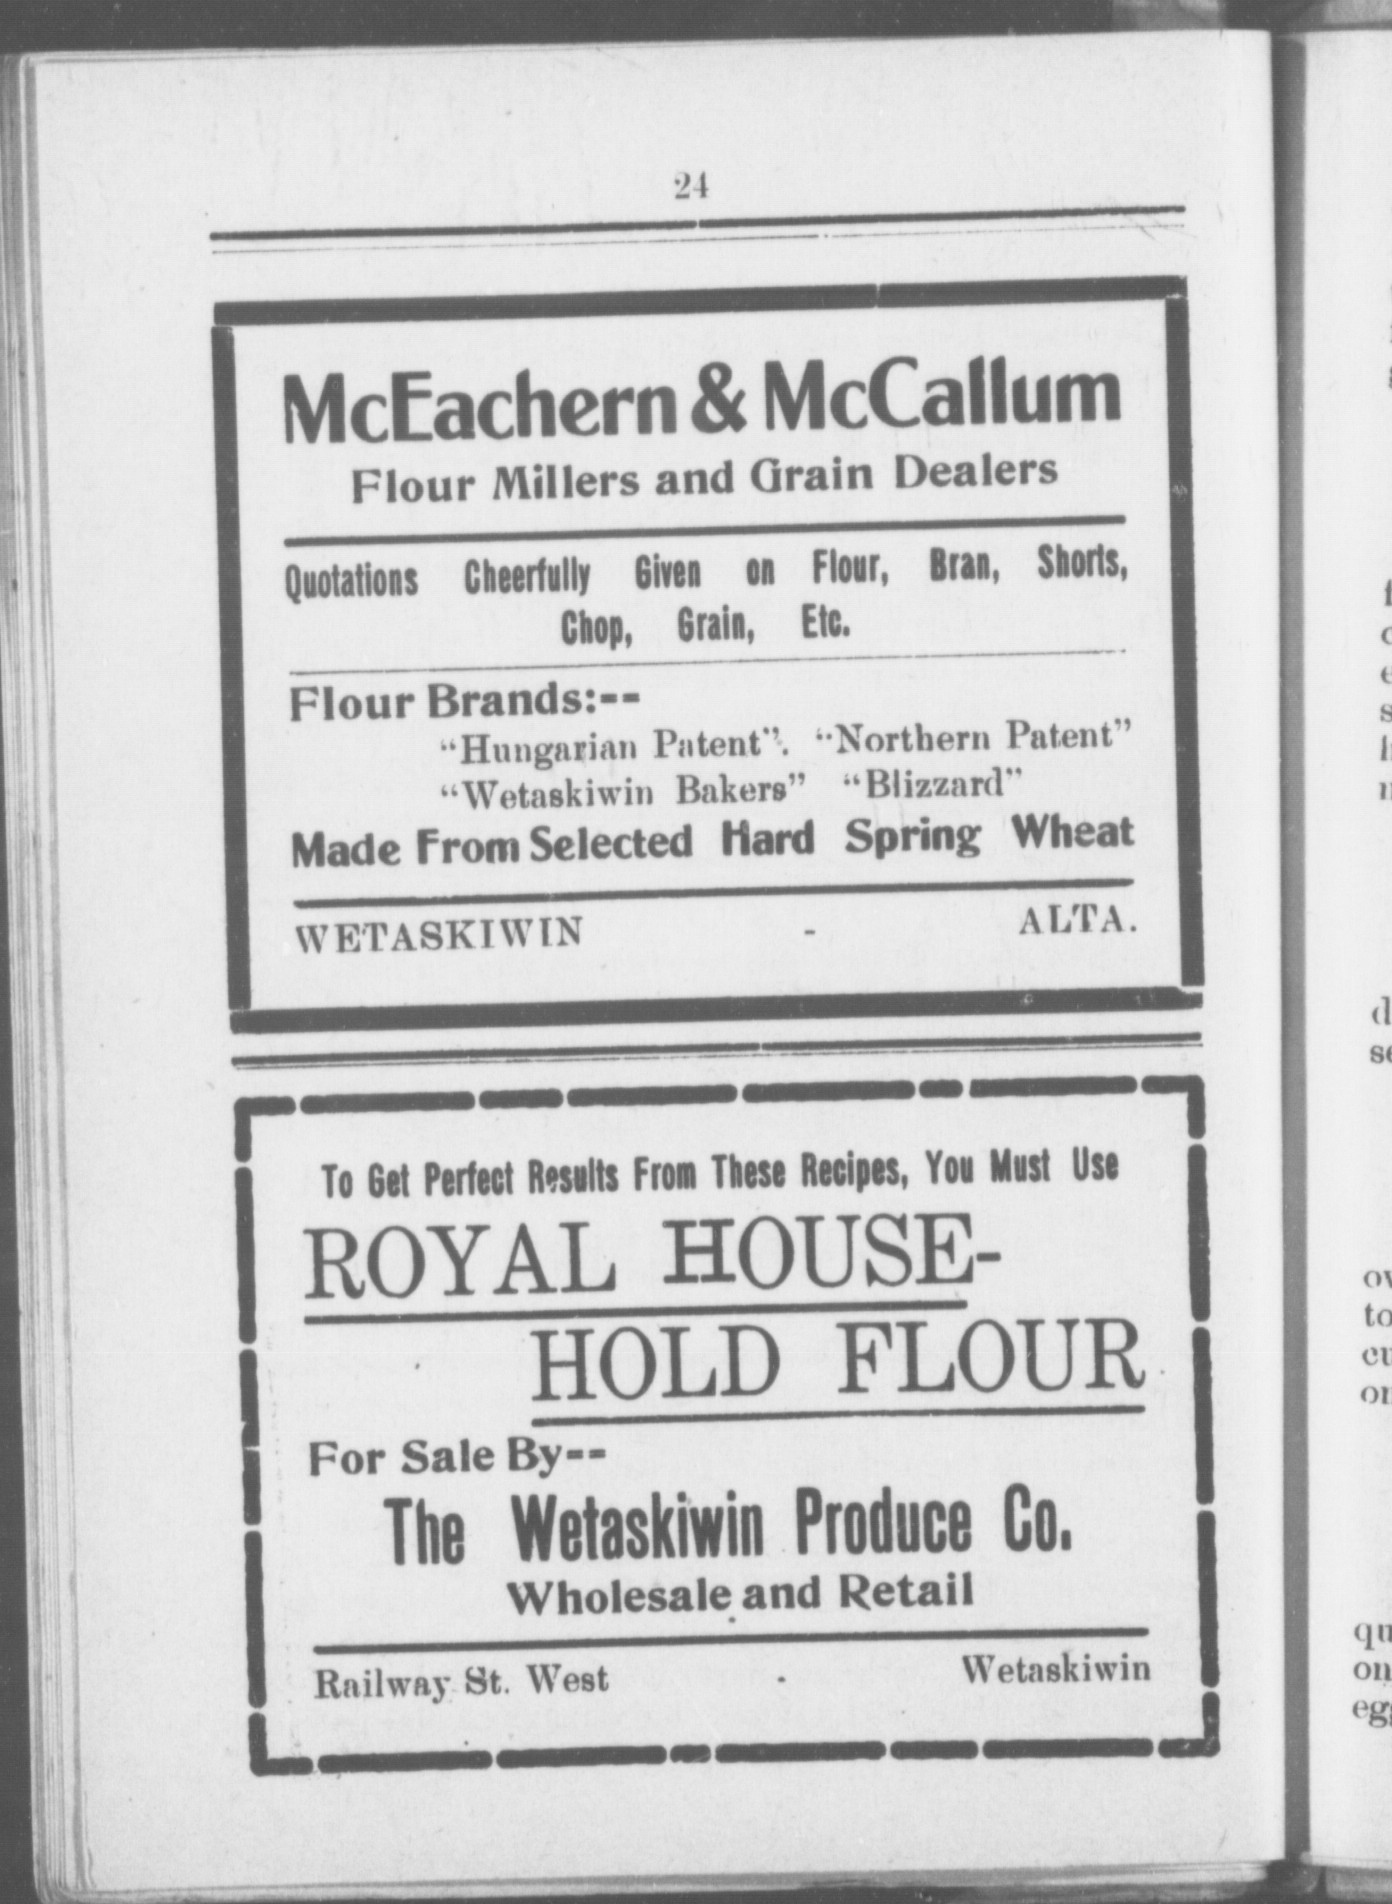 24
McEachern & McCallum
Flour Millers and Grain Dealers
Quotations Cheerfully Given on Flour, Bran, Shorts,
Chop, Grain, Etc.
Flour Brands:--
"Hungarian Patent". "Northern Patent"
"Wetaskiwin Bakers" "Blizzard"
Made From Selected Hard Spring Wheat
WETASKIWIN - ALTA.
To Get Perfect Results From These Recipes, You Must Use
ROYAL HOUSE-
HOLD FLOUR
For Sale By--
The Wetaskiwin Produce Co.
Wholesale and Retail
Railway St. West - Wetaskiwin